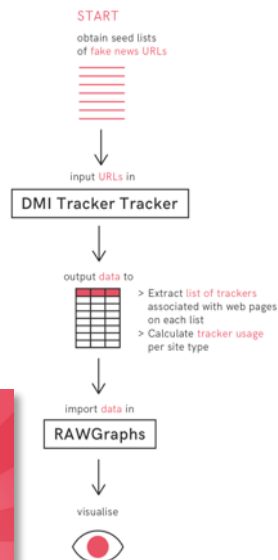 START
obtain seed lists
of fake news URLs
input URLs in
DMI Tracker Tracker
output data to
> Extract list of trackers
associated with web pages
on each list
> Calculate tracker usage
per site type
import data in
RAWGraphs
visualise